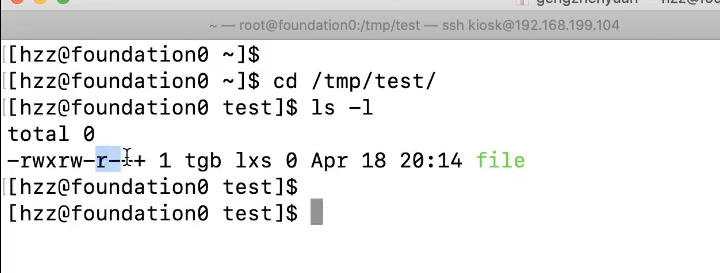 ~ — root@foundation0:/tmp/test — ssh kiosk@192.168.199.104
[hzz@foundation0 ~]$
[hzz@foundation0 ~]$ cd /tmp/test/
[hzz@foundation0 test]$ ls -l
total 0
-rwxrw-r--+ 1 tgb lxs 0 Apr 18 20:14 file
[hzz@foundation0 test]$
[hzz@foundation0 test]$